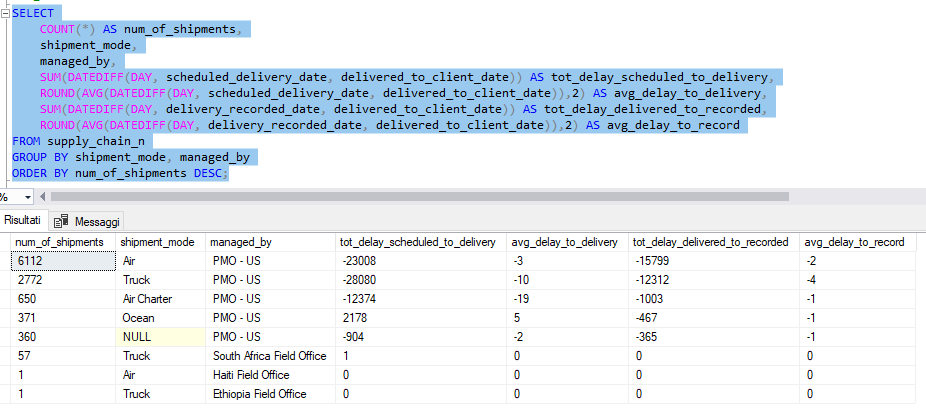 SELECT
COUNT(*) AS num_of_shipments,
shipment_mode,
managed_by,
SUM(DATEDIFF(DAY, scheduled_delivery_date, delivered_to_client_date)) AS tot_delay_scheduled_to_delivery,
ROUND(AVG(DATEDIFF(DAY, scheduled_delivery_date, delivered_to_client_date)),2) AS avg_delay_to_delivery,
SUM(DATEDIFF(DAY, delivery_recorded_date, delivered_to_client_date)) AS tot_delay_delivered_to_recorded,
ROUND(AVG(DATEDIFF(DAY, delivery_recorded_date, delivered_to_client_date)),2) AS avg_delay_to_record
FROM supply_chain_n
GROUP BY shipment_mode, managed_by
ORDER BY num_of_shipments DESC;
%
Risultati Messaggi
num_of_shipments shipment_mode managed_by tot_delay_scheduled_to_delivery avg_delay_to_delivery tot_delay_delivered_to_recorded avg_delay_to_record
6112 Air PMO - US -23008 -3 -15799 -2
2772 Truck PMO - US -28080 -10 -12312 -4
650 Air Charter PMO - US -12374 -19 -1003 -1
371 Ocean PMO - US 2178 5 -467 -1
360 NULL PMO - US -904 -2 -365 -1
57 Truck South Africa Field Office 1 0 0 0
1 Air Haiti Field Office 0 0 0 0
1 Truck Ethiopia Field Office 0 0 0 0